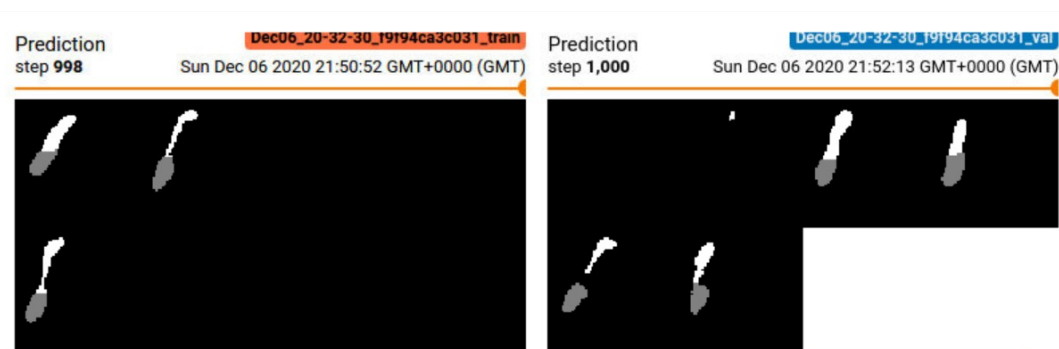 Prediction
Dec06_20-32-30_f9f94ca3c031_train
step 998
Sun Dec 06 2020 21:50:52 GMT+0000 (GMT)
Prediction
Dec06_20-32-30_f9f94ca3c031_val
step 1,000
Sun Dec 06 2020 21:52:13 GMT+0000 (GMT)